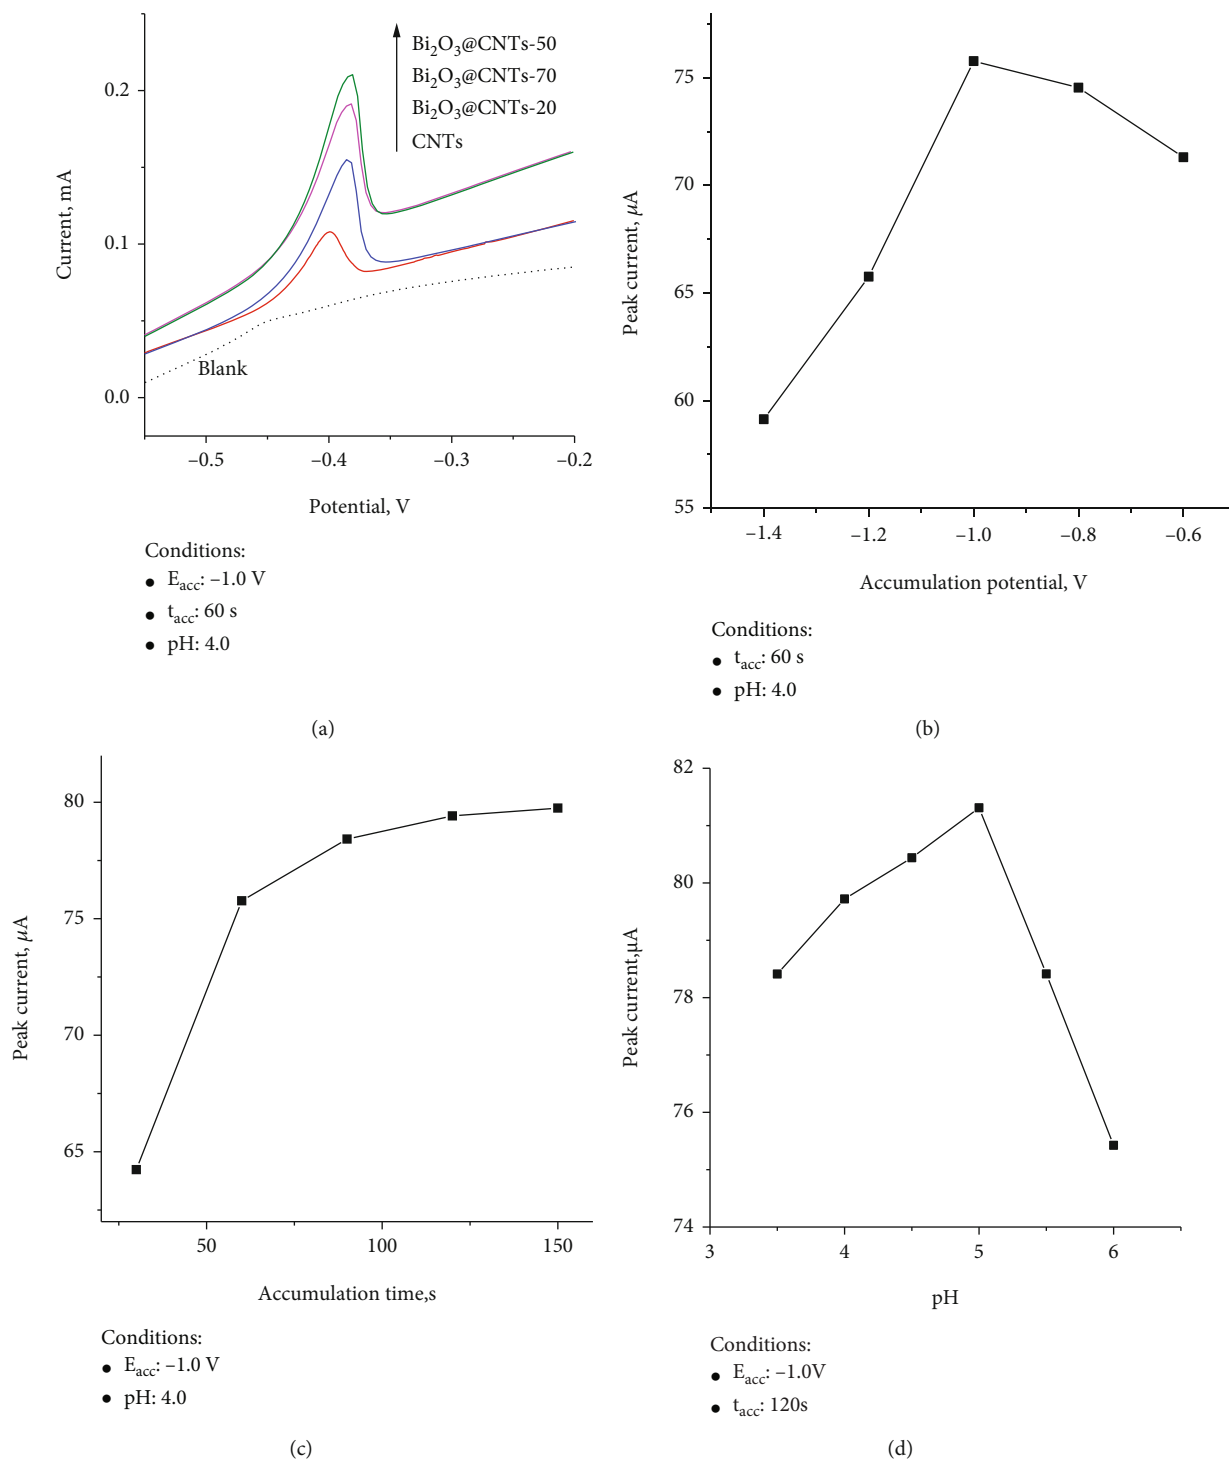 Bi₂O₃@CNTs-50
Bi₂O₃@CNTs-70
Bi₂O₃@CNTs-20
CNTs
0.2
0.1
0.0
Current, mA
Blank
–0.5 –0.4 –0.3 –0.2
Potential, V
Conditions:
• Eacc: –1.0 V
• tacc: 60 s
• pH: 4.0
(a)
75
70
65
60
55
Peak current, μA
–1.4 –1.2 –1.0 –0.8 –0.6
Accumulation potential, V
Conditions:
• tacc: 60 s
• pH: 4.0
(b)
80
75
70
65
Peak current, μA
50 100 150
Accumulation time,s
Conditions:
• Eacc: –1.0 V
• pH: 4.0
(c)
82
80
78
76
74
Peak current,μA
3 4 5 6
pH
Conditions:
• Eacc: –1.0V
• tacc: 120s
(d)